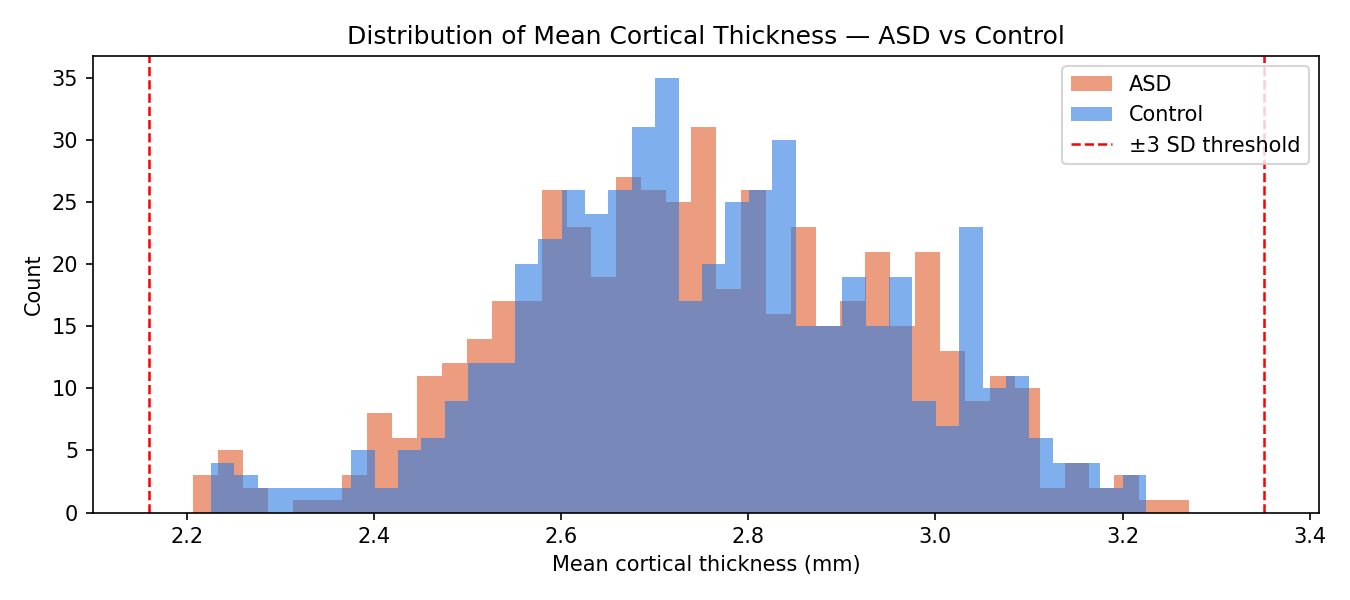 Distribution of Mean Cortical Thickness — ASD vs Control
ASD
Control
±3 SD threshold
Count
35
30
25
20
15
10
5
0
2.2 2.4 2.6 2.8 3.0 3.2 3.4
Mean cortical thickness (mm)